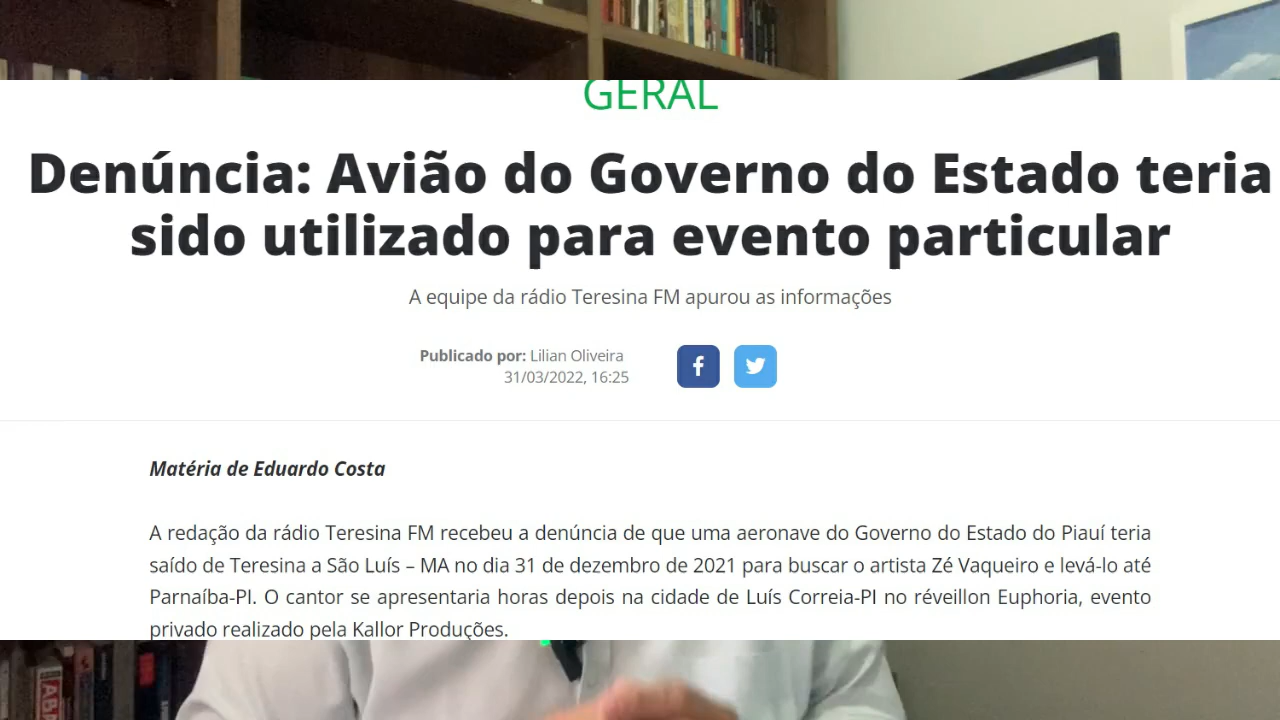 GERAL
Denúncia: Avião do Governo do Estado teria
sido utilizado para evento particular
A equipe da rádio Teresina FM apurou as informações
Publicado por: Lilian Oliveira
31/03/2022, 16:25
Matéria de Eduardo Costa
A redação da rádio Teresina FM recebeu a denúncia de que uma aeronave do Governo do Estado do Piauí teria
saído de Teresina a São Luís – MA no dia 31 de dezembro de 2021 para buscar o artista Zé Vaqueiro e levá-lo até
Parnaíba-PI. O cantor se apresentaria horas depois na cidade de Luís Correia-PI no réveillon Euphoria, evento
privado realizado pela Kallor Produções.